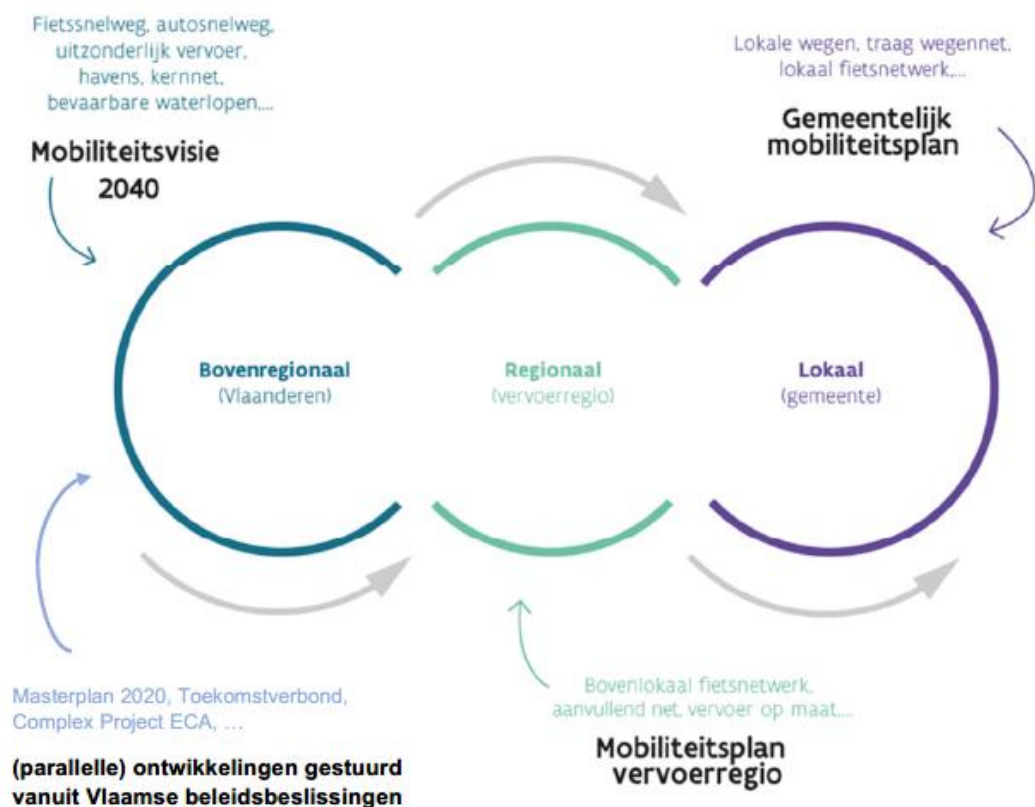 Fietssnelweg, autosnelweg,
uitzonderlijk vervoer,
havens, kernnet,
bevaarbare waterlopen,...
Mobiliteitsvisie
2040
Lokale wegen, traag wegennet,
lokaal fietsnetwerk,...
Gemeentelijk
mobiliteitsplan
Bovenregionaal
(Vlaanderen)
Regionaal
(vervoerregio)
Lokaal
(gemeente)
Masterplan 2020, Toekomstverbond,
Complex Project ECA, ...
(parallelle) ontwikkelingen gestuurd
vanuit Vlaamse beleidsbeslissingen
Bovenlokaal fietsnetwerk,
aanvullend net, vervoer op maat,...
Mobiliteitsplan
vervoerregio